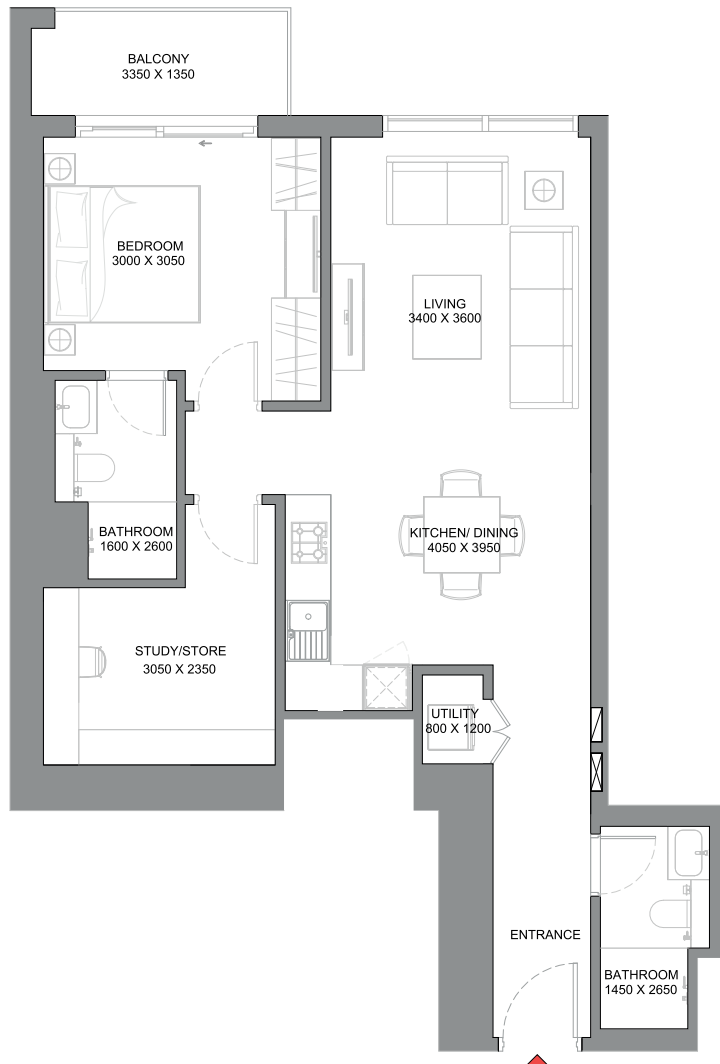 BALCONY
3350 X 1350
BEDROOM
3000 X 3050
LIVING
3400 X 3600
BATHROOM
1600 X 2600
KITCHEN/ DINING
4050 X 3950
STUDY/STORE
3050 X 2350
UTILITY
800 X 1200
ENTRANCE
BATHROOM
1450 X 2650